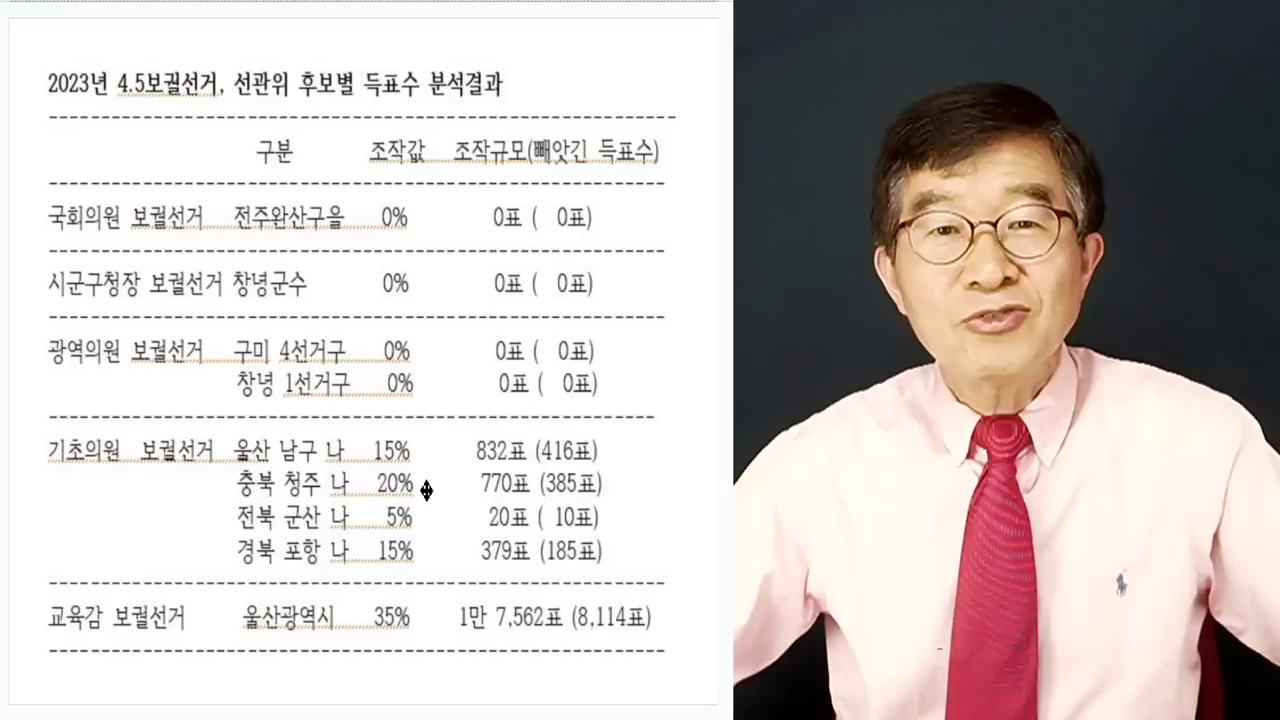 2023년 4.5보궐선거, 선관위 후보별 득표수 분석결과
구분 조작값 조작규모(빼앗긴 득표수)
국회의원 보궐선거 전주완산구을 0% 0표 ( 0표)
시군구청장 보궐선거 창녕군수 0% 0표 ( 0표)
광역의원 보궐선거 구미 4선거구 0% 0표 ( 0표)
창녕 1선거구 0% 0표 ( 0표)
기초의원 보궐선거 울산 남구 나 15% 832표 (416표)
충북 청주 나 20% 770표 (385표)
전북 군산 나 5% 20표 ( 10표)
경북 포항 나 15% 379표 (185표)
교육감 보궐선거 울산광역시 35% 1만 7,562표 (8,114표)